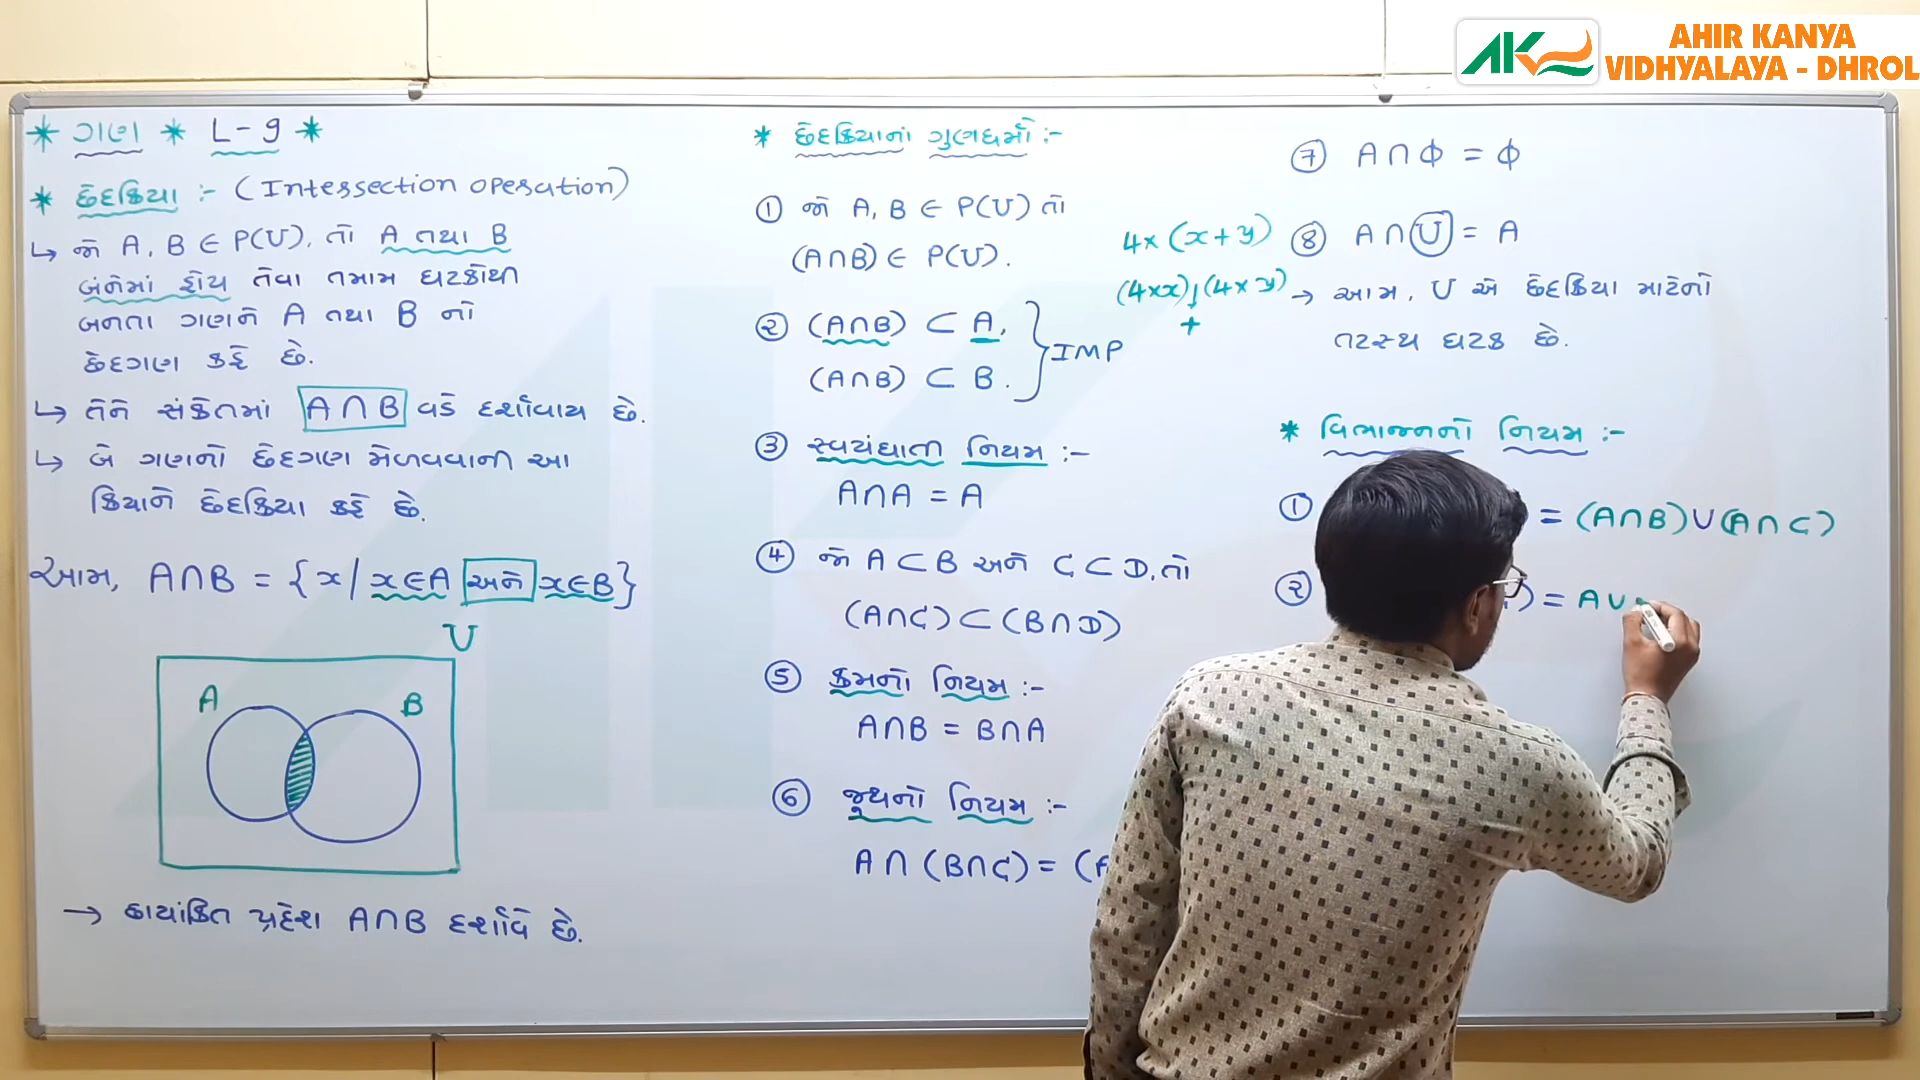 AHIR KANYA
VIDHYALAYA - DHROL
* ગણ * L-9 *
* છેદક્રિયા :- (Intersection operation)
↳ જો A, B ∈ P(U), તો A તથા B
બંનેમાં હોય તેવા તમામ ઘટકોથી
બનતા ગણને A તથા B નો
છેદગણ કહે છે.
↳ તેને સંકેતમાં A∩B વડે દર્શાવાય છે.
↳ બે ગણનો છેદગણ મેળવવાની આ
ક્રિયાને છેદક્રિયા કહે છે.
આમ, A∩B = {x / x∈A અને x∈B}
U
A B
→ છાયાંકિત પ્રદેશ A∩B દર્શાવે છે.
* છેદક્રિયાનાં ગુણધર્મો :-
① જો A, B ∈ P(U) તો
(A∩B) ∈ P(U).
② (A∩B) ⊂ A,
(A∩B) ⊂ B.
IMP
③ સ્વયંઘાતી નિયમ :-
A∩A = A
④ જો A⊂B અને C⊂D, તો
(A∩C) ⊂ (B∩D)
⑤ ક્રમનો નિયમ :-
A∩B = B∩A
⑥ જૂથનો નિયમ :-
A∩(B∩C) = (A
4×(x+y)
(4×x)+(4×y)
+
⑦ A∩ϕ = ϕ
⑧ A∩U = A
→ આમ, U એ છેદક્રિયા માટેનો
તટસ્થ ઘટક છે.
* વિભાજનનો નિયમ :-
① = (A∩B)∪(A∩C)
② ) = A∪